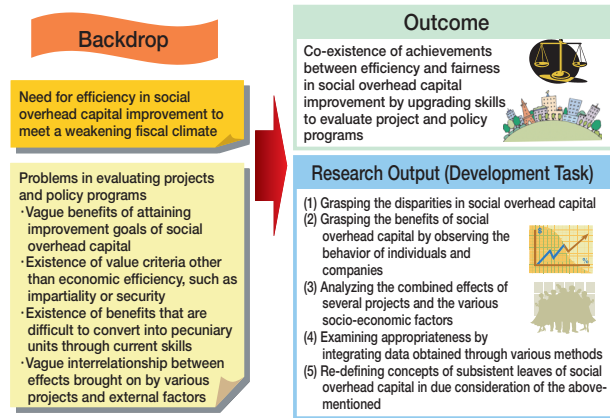 Backdrop
Need for efficiency in social
overhead capital improvement to
meet a weakening fiscal climate
Problems in evaluating projects
and policy programs
·Vague benefits of attaining
improvement goals of social
overhead capital
·Existence of value criteria other
than economic efficiency, such as
impartiality or security
·Existence of benefits that are
difficult to convert into pecuniary
units through current skills
·Vague interrelationship between
effects brought on by various
projects and external factors
Outcome
Co-existence of achievements
between efficiency and fairness
in social overhead capital
improvement by upgrading skills
to evaluate project and policy
programs
Research Output (Development Task)
(1) Grasping the disparities in social overhead capital
(2) Grasping the benefits of social
overhead capital by observing the
behavior of individuals and
companies
$
(3) Analyzing the combined effects of
several projects and the various
socio-economic factors
(4) Examining appropriateness by
integrating data obtained through various methods
(5) Re-defining concepts of subsistent leaves of social
overhead capital in due consideration of the above-
mentioned